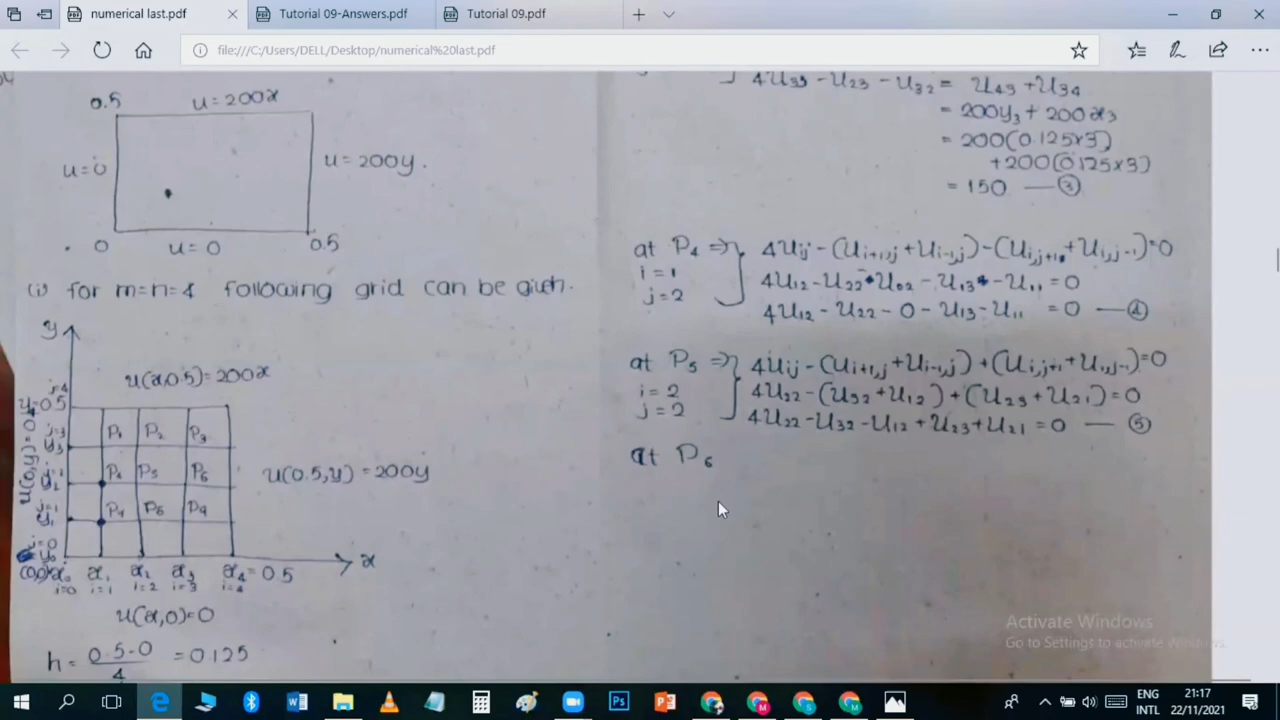 numerical last.pdf
Tutorial 09-Answers.pdf
Tutorial 09.pdf
file:///C:/Users/DELL/Desktop/numerical%20last.pdf
0.5 u=200x
u=0
u=200y.
0 u=0 0.5
(i) for m=n=4 following grid can be given.
y
u(x,0.5)=200x
P₁ P₂ P₃
P₄ P₅ P₆
u(0.5,y)=200y
x
x₁ x₂ x₃ x₄=0.5
i=0 i=1 i=2 i=3 i=4
u(x,0)=0
h = 0.5-0 / 4 = 0.125
4U₃₃ - U₂₃ - U₃₂ = U₄₃ + U₃₄
= 200y₃ + 200x₃
= 200(0.125×3)
+200(0.125×3)
= 150 — ③
at P₄ ⇒ 4Uij - (Ui+1,j + Ui-1,j) - (Ui,j+1 + Ui,j-1) = 0
i=1
4U₁₂ - U₂₂ - U₀₂ - U₁₃ - U₁₁ = 0
j=2
4U₁₂ - U₂₂ - 0 - U₁₃ - U₁₁ = 0 — ④
at P₅ ⇒ 4Uij - (Ui+1,j + Ui-1,j) + (Ui,j+1 + Ui,j-1) = 0
i=2
4U₂₂ - (U₃₂ + U₁₂) + (U₂₃ + U₂₁) = 0
j=2
4U₂₂ - U₃₂ - U₁₂ + U₂₃ + U₂₁ = 0 — ⑤
at P₆
Activate Windows
Go to Settings to activate Windows.
ENG
INTL
21:17
22/11/2021